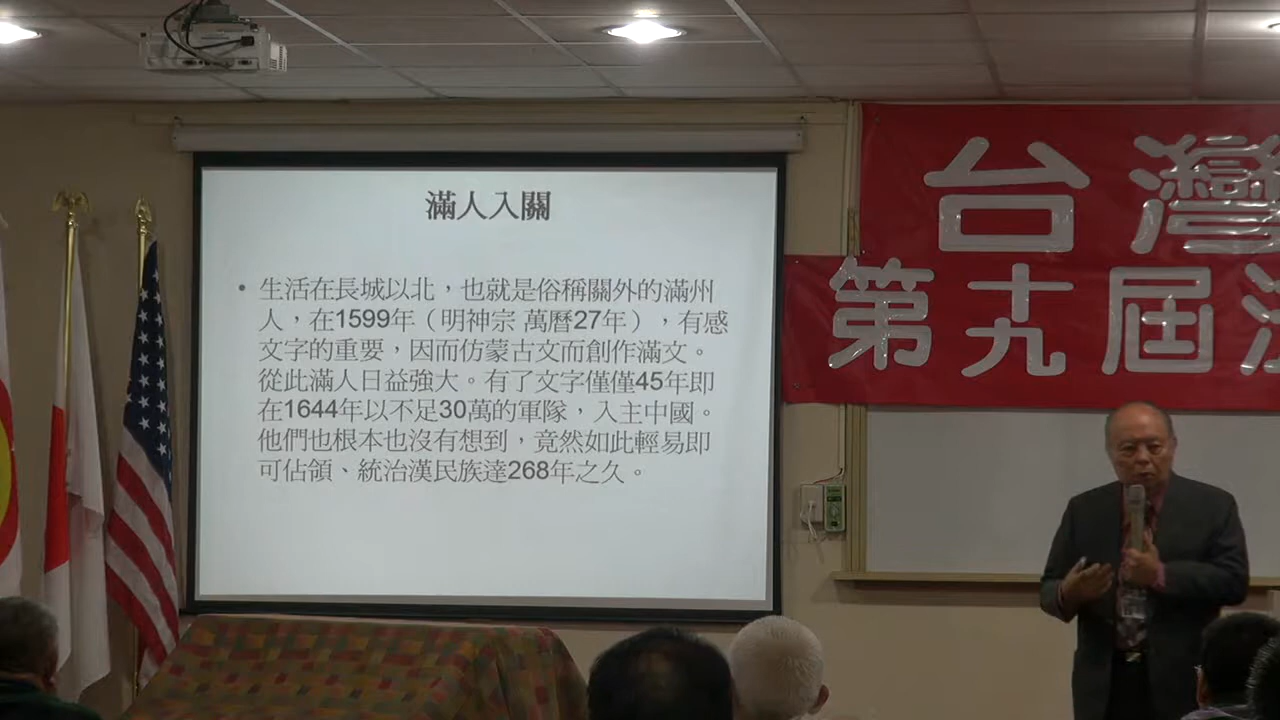 滿人入關
• 生活在長城以北，也就是俗稱關外的滿州
人，在1599年（明神宗 萬曆27年），有感
文字的重要，因而仿蒙古文而創作滿文。
從此滿人日益強大。有了文字僅僅45年即
在1644年以不足30萬的軍隊，入主中國。
他們也根本也沒有想到，竟然如此輕易即
可佔領、統治漢民族達268年之久。
台灣
第十九屆